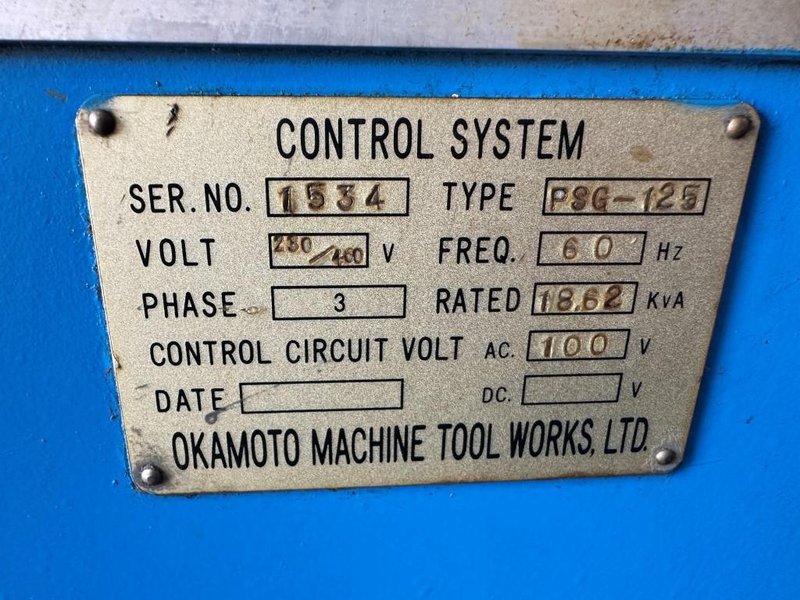 CONTROL SYSTEM
SER. NO. 1534 TYPE PSG-125
VOLT 230/460 V FREQ. 60 Hz
PHASE 3 RATED 18.62 KVA
CONTROL CIRCUIT VOLT AC. 100 V
DATE DC. V
OKAMOTO MACHINE TOOL WORKS, LTD.